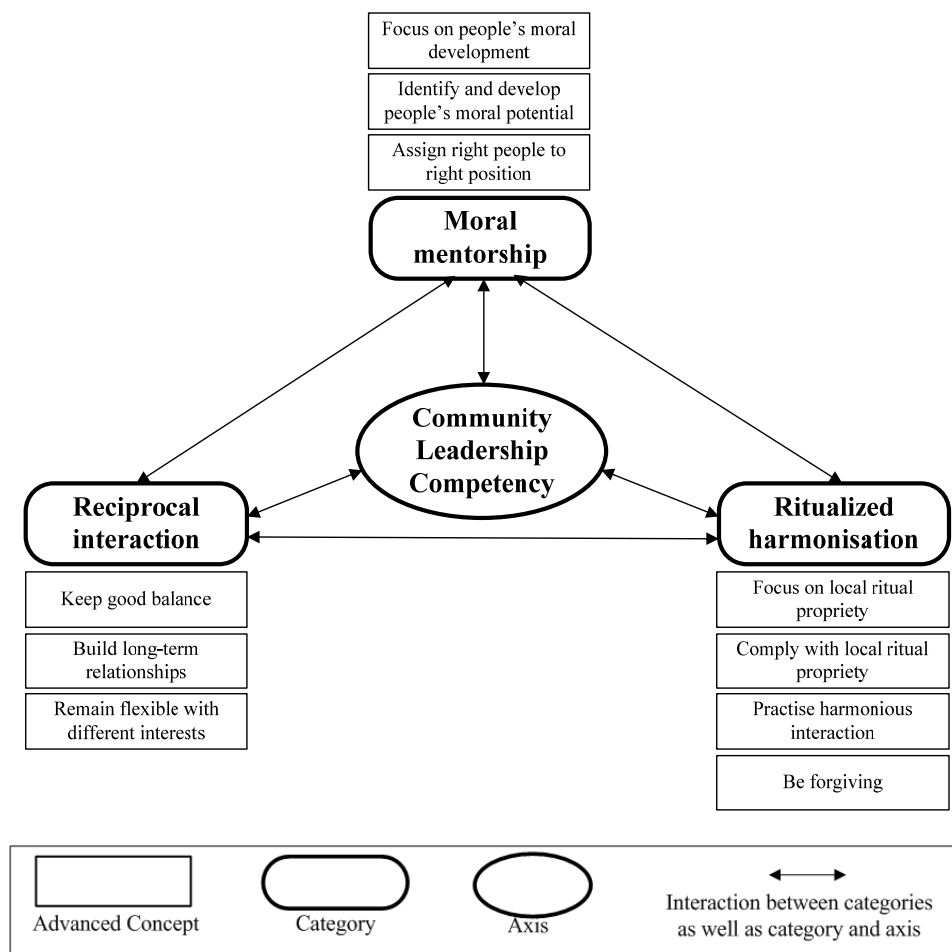 Focus on people's moral
development
Identify and develop
people's moral potential
Assign right people to
right position
Moral
mentorship
Community
Leadership
Competency
Reciprocal
interaction
Keep good balance
Build long-term
relationships
Remain flexible with
different interests
Ritualized
harmonisation
Focus on local ritual
propriety
Comply with local ritual
propriety
Practise harmonious
interaction
Be forgiving
Advanced Concept
Category
Axis
Interaction between categories
as well as category and axis